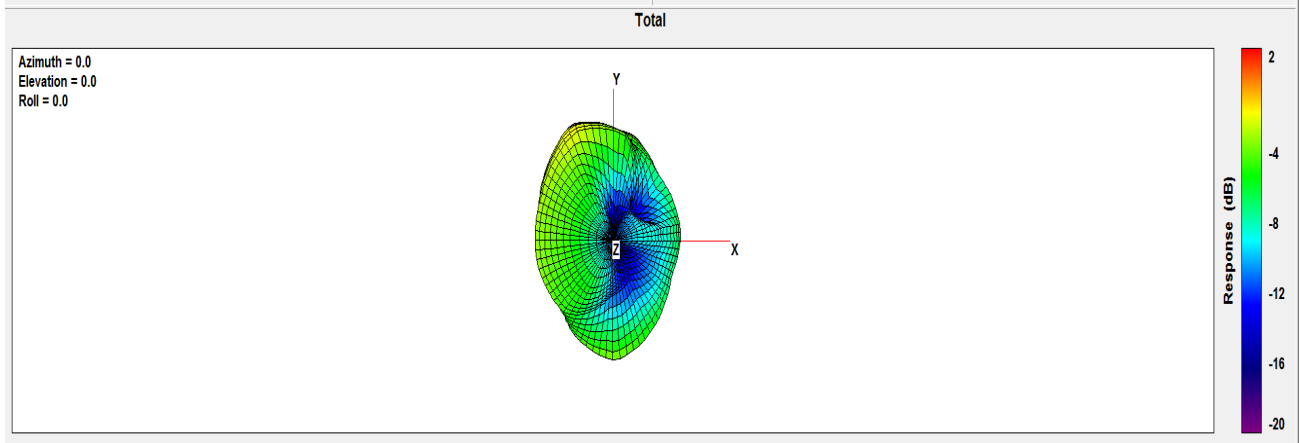 Total
Azimuth = 0.0
Elevation = 0.0
Roll = 0.0
Y
Z
X
Response (dB)
2
-4
-8
-12
-16
-20